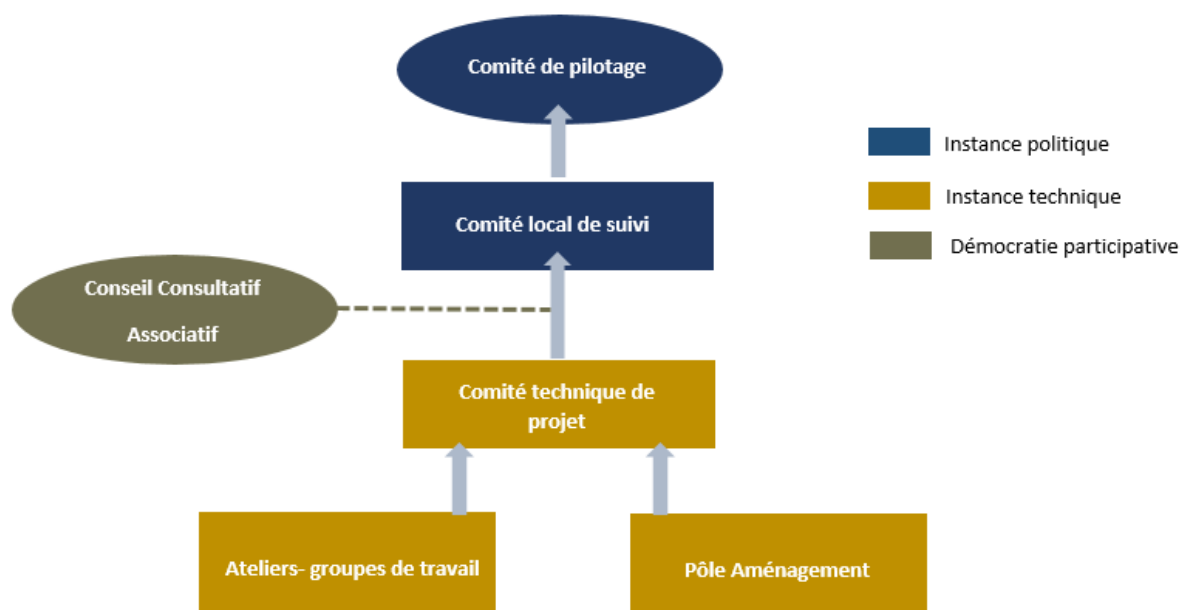 Comité de pilotage
Instance politique
Comité local de suivi
Instance technique
Démocratie participative
Conseil Consultatif
Associatif
Comité technique de
projet
Ateliers- groupes de travail
Pôle Aménagement